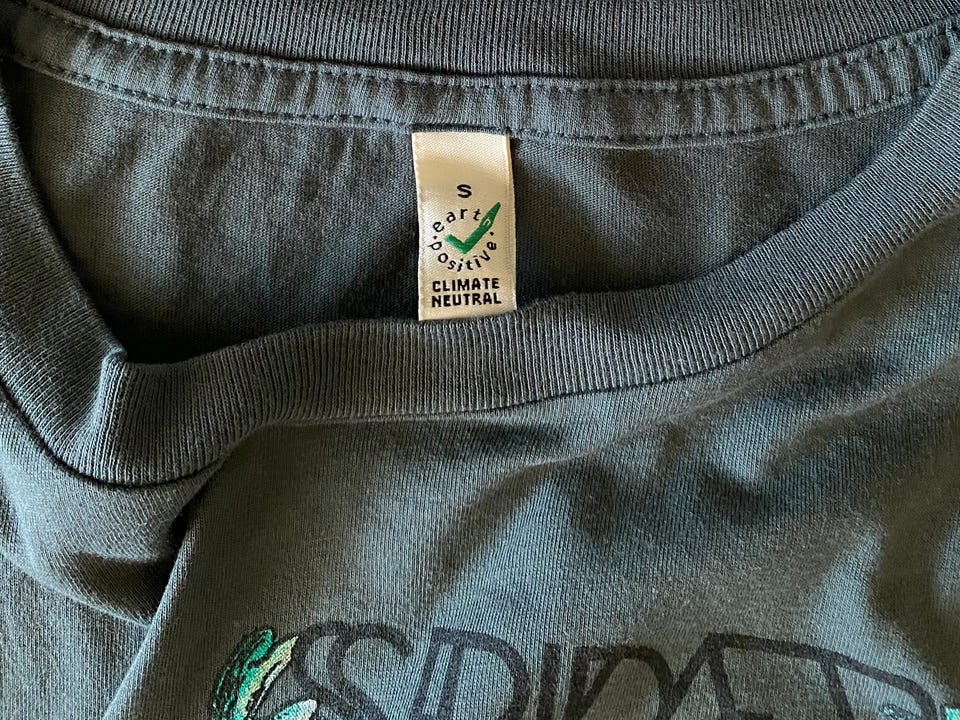 S
earth
positive
CLIMATE
NEUTRAL